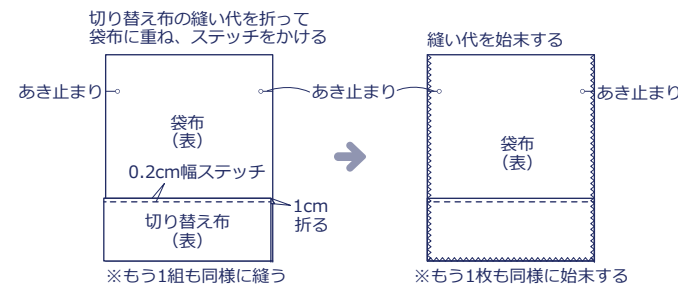 切り替え布の縫い代を折って
袋布に重ね、ステッチをかける
あき止まり
袋布
（表）
0.2cm幅ステッチ
切り替え布
（表）
1cm
折る
※もう1組も同様に縫う
あき止まり
縫い代を始末する
あき止まり
袋布
（表）
※もう1枚も同様に始末する